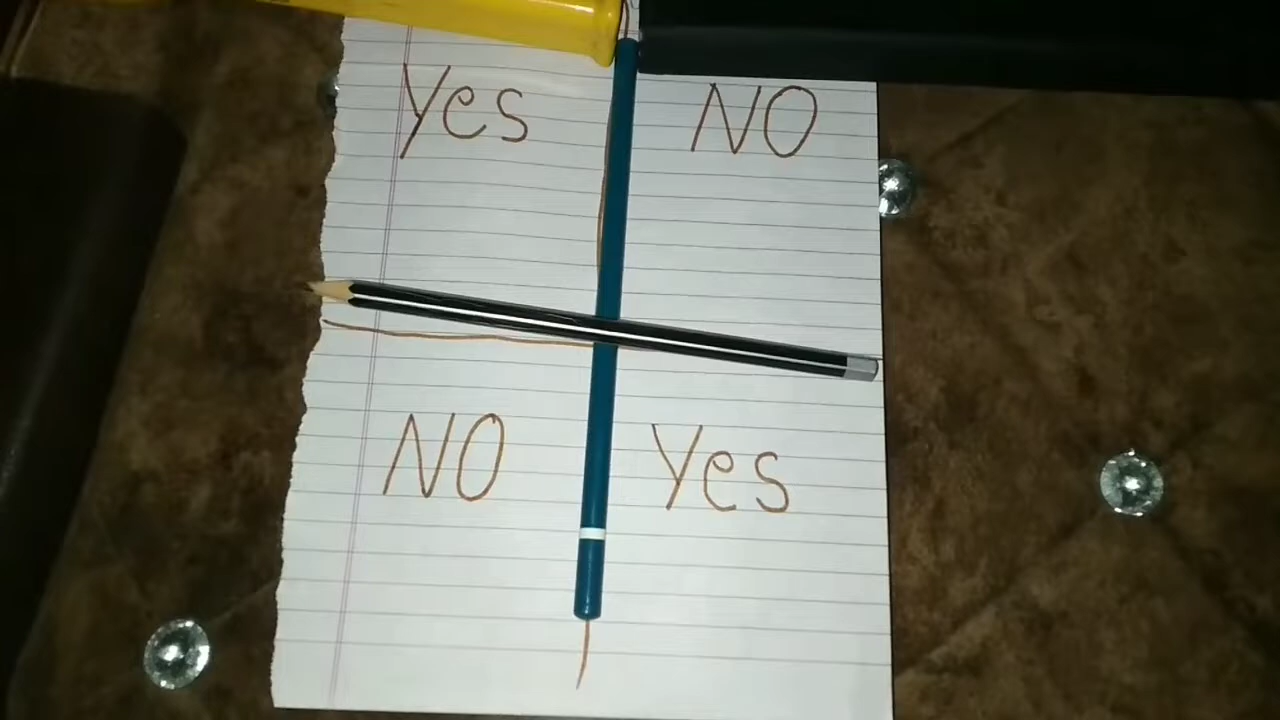 Yes NO
NO Yes